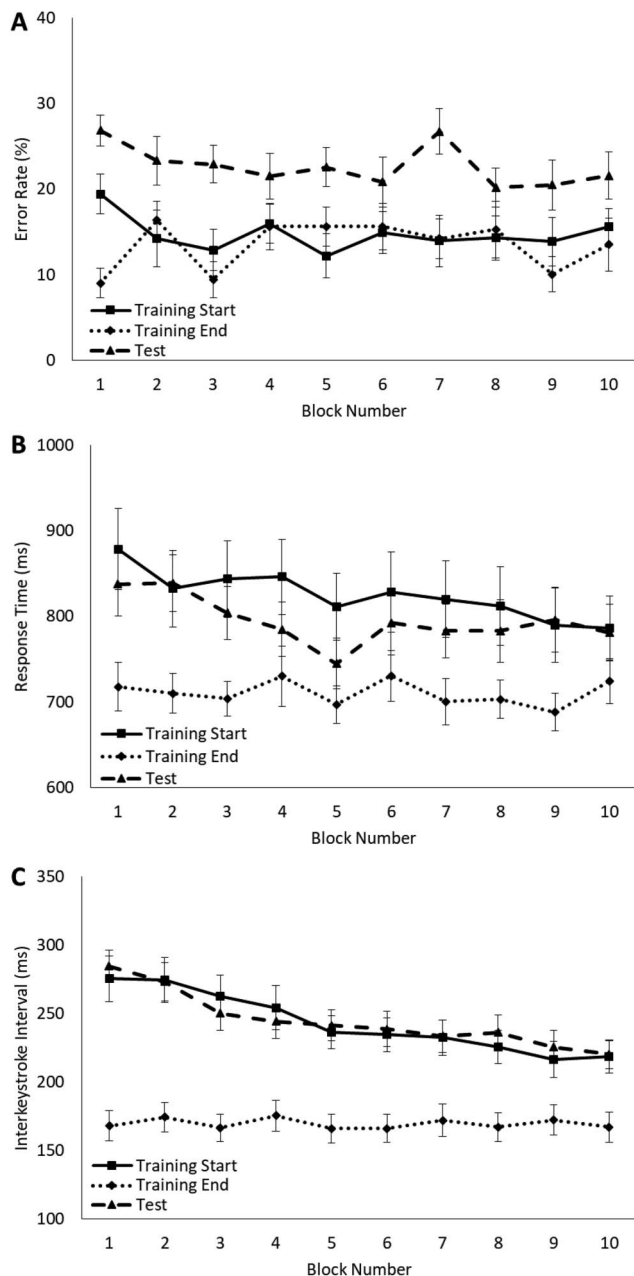 A
40
30
20
10
0
Error Rate (%)
Training Start
Training End
Test
1 2 3 4 5 6 7 8 9 10
Block Number
B
1000
900
800
700
600
Response Time (ms)
Training Start
Training End
Test
1 2 3 4 5 6 7 8 9 10
Block Number
C
350
300
250
200
150
100
Interkeystroke Interval (ms)
Training Start
Training End
Test
1 2 3 4 5 6 7 8 9 10
Block Number